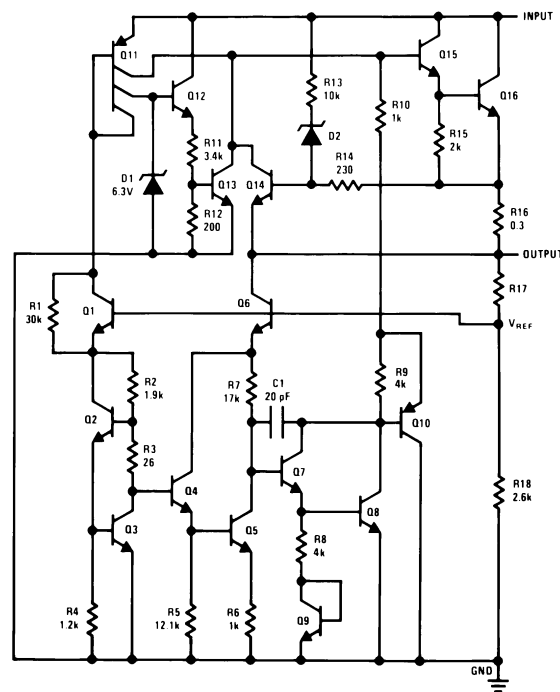 INPUT
Q11
Q15
Q12
R13
10k
R10
1k
Q16
R11
3.4k
D2
R15
2k
D1
6.3V
Q13
Q14
R14
230
R12
200
R16
0.3
OUTPUT
R1
30k
Q1
Q6
R17
VREF
R2
1.9k
R7
17k
C1
20 pF
R9
4k
Q2
Q10
R3
26
Q4
Q7
R18
2.6k
Q3
Q5
Q8
R8
4k
R4
1.2k
R5
12.1k
R6
1k
Q9
GND